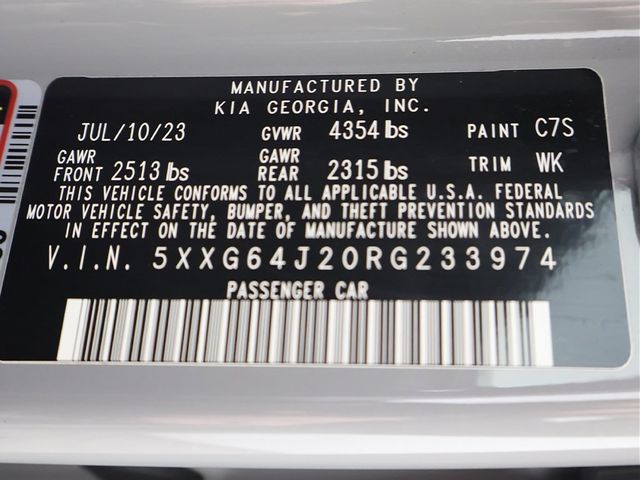 MANUFACTURED BY
KIA GEORGIA, INC.
JUL/10/23 GVWR 4354 lbs PAINT C7S
GAWR FRONT 2513 lbs GAWR REAR 2315 lbs TRIM WK
THIS VEHICLE CONFORMS TO ALL APPLICABLE U.S.A. FEDERAL
MOTOR VEHICLE SAFETY, BUMPER, AND THEFT PREVENTION STANDARDS
IN EFFECT ON THE DATE OF MANUFACTURE SHOWN ABOVE.
V.I.N. 5XXG64J20RG233974
PASSENGER CAR